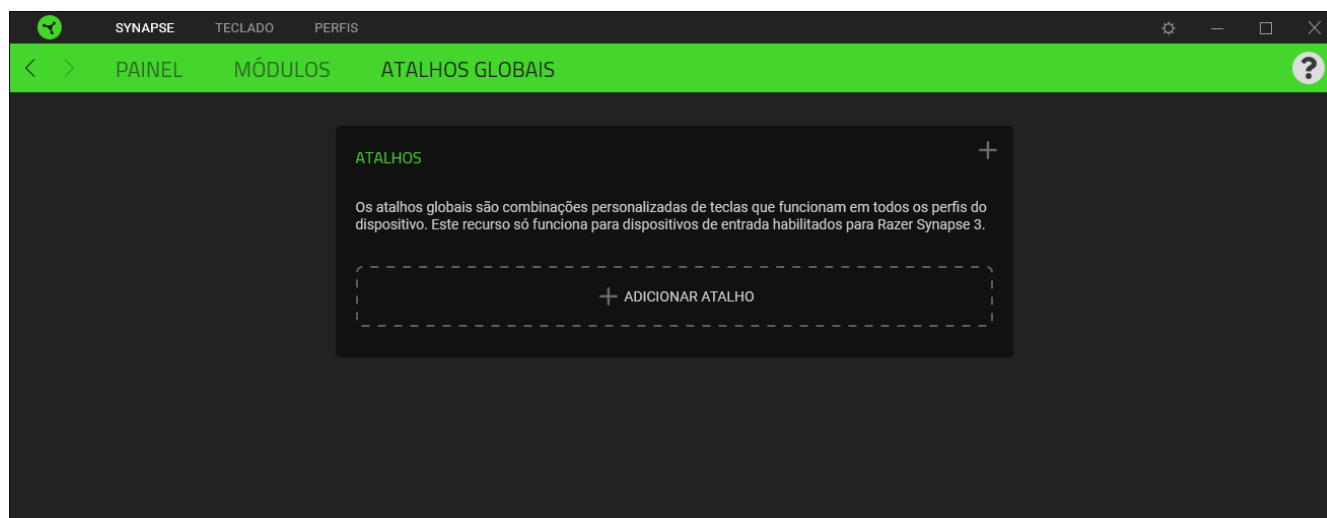 SYNAPSE TECLADO PERFIS
PAINEL MÓDULOS ATALHOS GLOBAIS ?
ATALHOS
Os atalhos globais são combinações personalizadas de teclas que funcionam em todos os perfis do
dispositivo. Este recurso só funciona para dispositivos de entrada habilitados para Razer Synapse 3.
ADICIONAR ATALHO